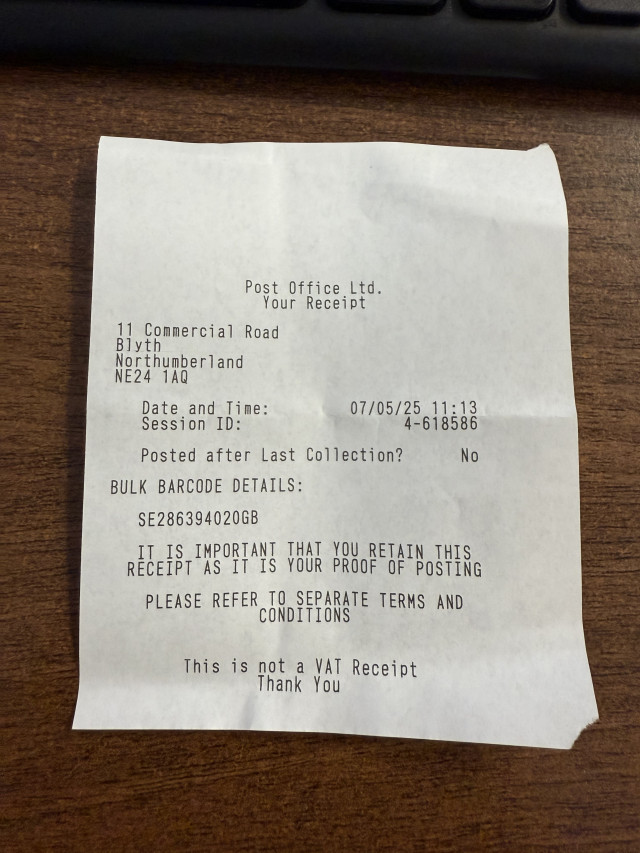 Post Office Ltd.
Your Receipt
11 Commercial Road
Blyth
Northumberland
NE24 1AQ
Date and Time: 07/05/25 11:13
Session ID: 4-618586
Posted after Last Collection? No
BULK BARCODE DETAILS:
SE286394020GB
IT IS IMPORTANT THAT YOU RETAIN THIS
RECEIPT AS IT IS YOUR PROOF OF POSTING
PLEASE REFER TO SEPARATE TERMS AND
CONDITIONS
This is not a VAT Receipt
Thank You